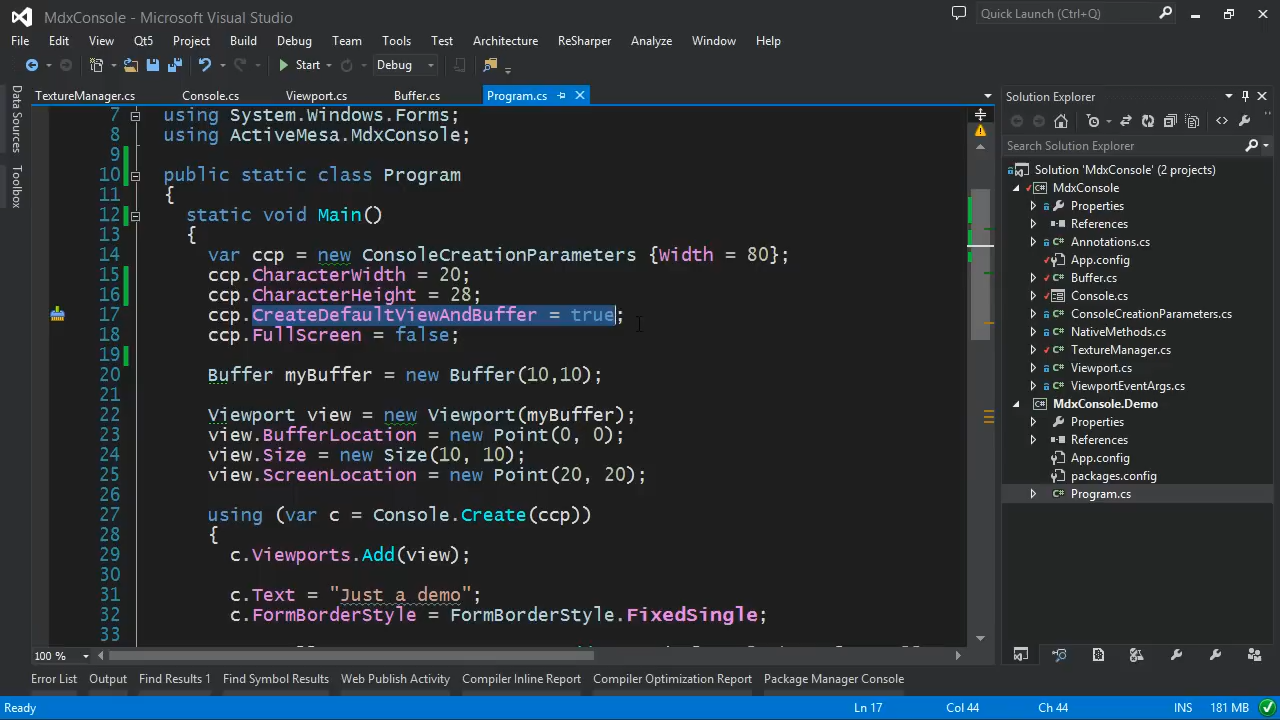 MdxConsole - Microsoft Visual Studio
Quick Launch (Ctrl+Q)
File Edit View Qt5 Project Build Debug Team Tools Test Architecture ReSharper Analyze Window Help
Start Debug
TextureManager.cs Console.cs Viewport.cs Buffer.cs Program.cs
Data Sources
Toolbox
7 using System.Windows.Forms;
8 using ActiveMesa.MdxConsole;
9
10 public static class Program
11 {
12 static void Main()
13 {
14 var ccp = new ConsoleCreationParameters {Width = 80};
15 ccp.CharacterWidth = 20;
16 ccp.CharacterHeight = 28;
17 ccp.CreateDefaultViewAndBuffer = true;
18 ccp.FullScreen = false;
19
20 Buffer myBuffer = new Buffer(10,10);
21
22 Viewport view = new Viewport(myBuffer);
23 view.BufferLocation = new Point(0, 0);
24 view.Size = new Size(10, 10);
25 view.ScreenLocation = new Point(20, 20);
26
27 using (var c = Console.Create(ccp))
28 {
29 c.Viewports.Add(view);
30
31 c.Text = "Just a demo";
32 c.FormBorderStyle = FormBorderStyle.FixedSingle;
33
100 %
Solution Explorer
Search Solution Explorer
Solution 'MdxConsole' (2 projects)
MdxConsole
Properties
References
Annotations.cs
App.config
Buffer.cs
Console.cs
ConsoleCreationParameters.cs
NativeMethods.cs
TextureManager.cs
Viewport.cs
ViewportEventArgs.cs
MdxConsole.Demo
Properties
References
App.config
packages.config
Program.cs
Error List Output Find Results 1 Find Symbol Results Web Publish Activity Compiler Inline Report Compiler Optimization Report Package Manager Console
Ready Ln 17 Col 44 Ch 44 INS 181 MB